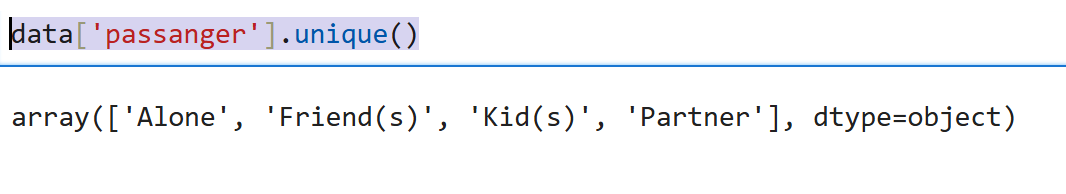 data['passanger'].unique()
array(['Alone', 'Friend(s)', 'Kid(s)', 'Partner'], dtype=object)